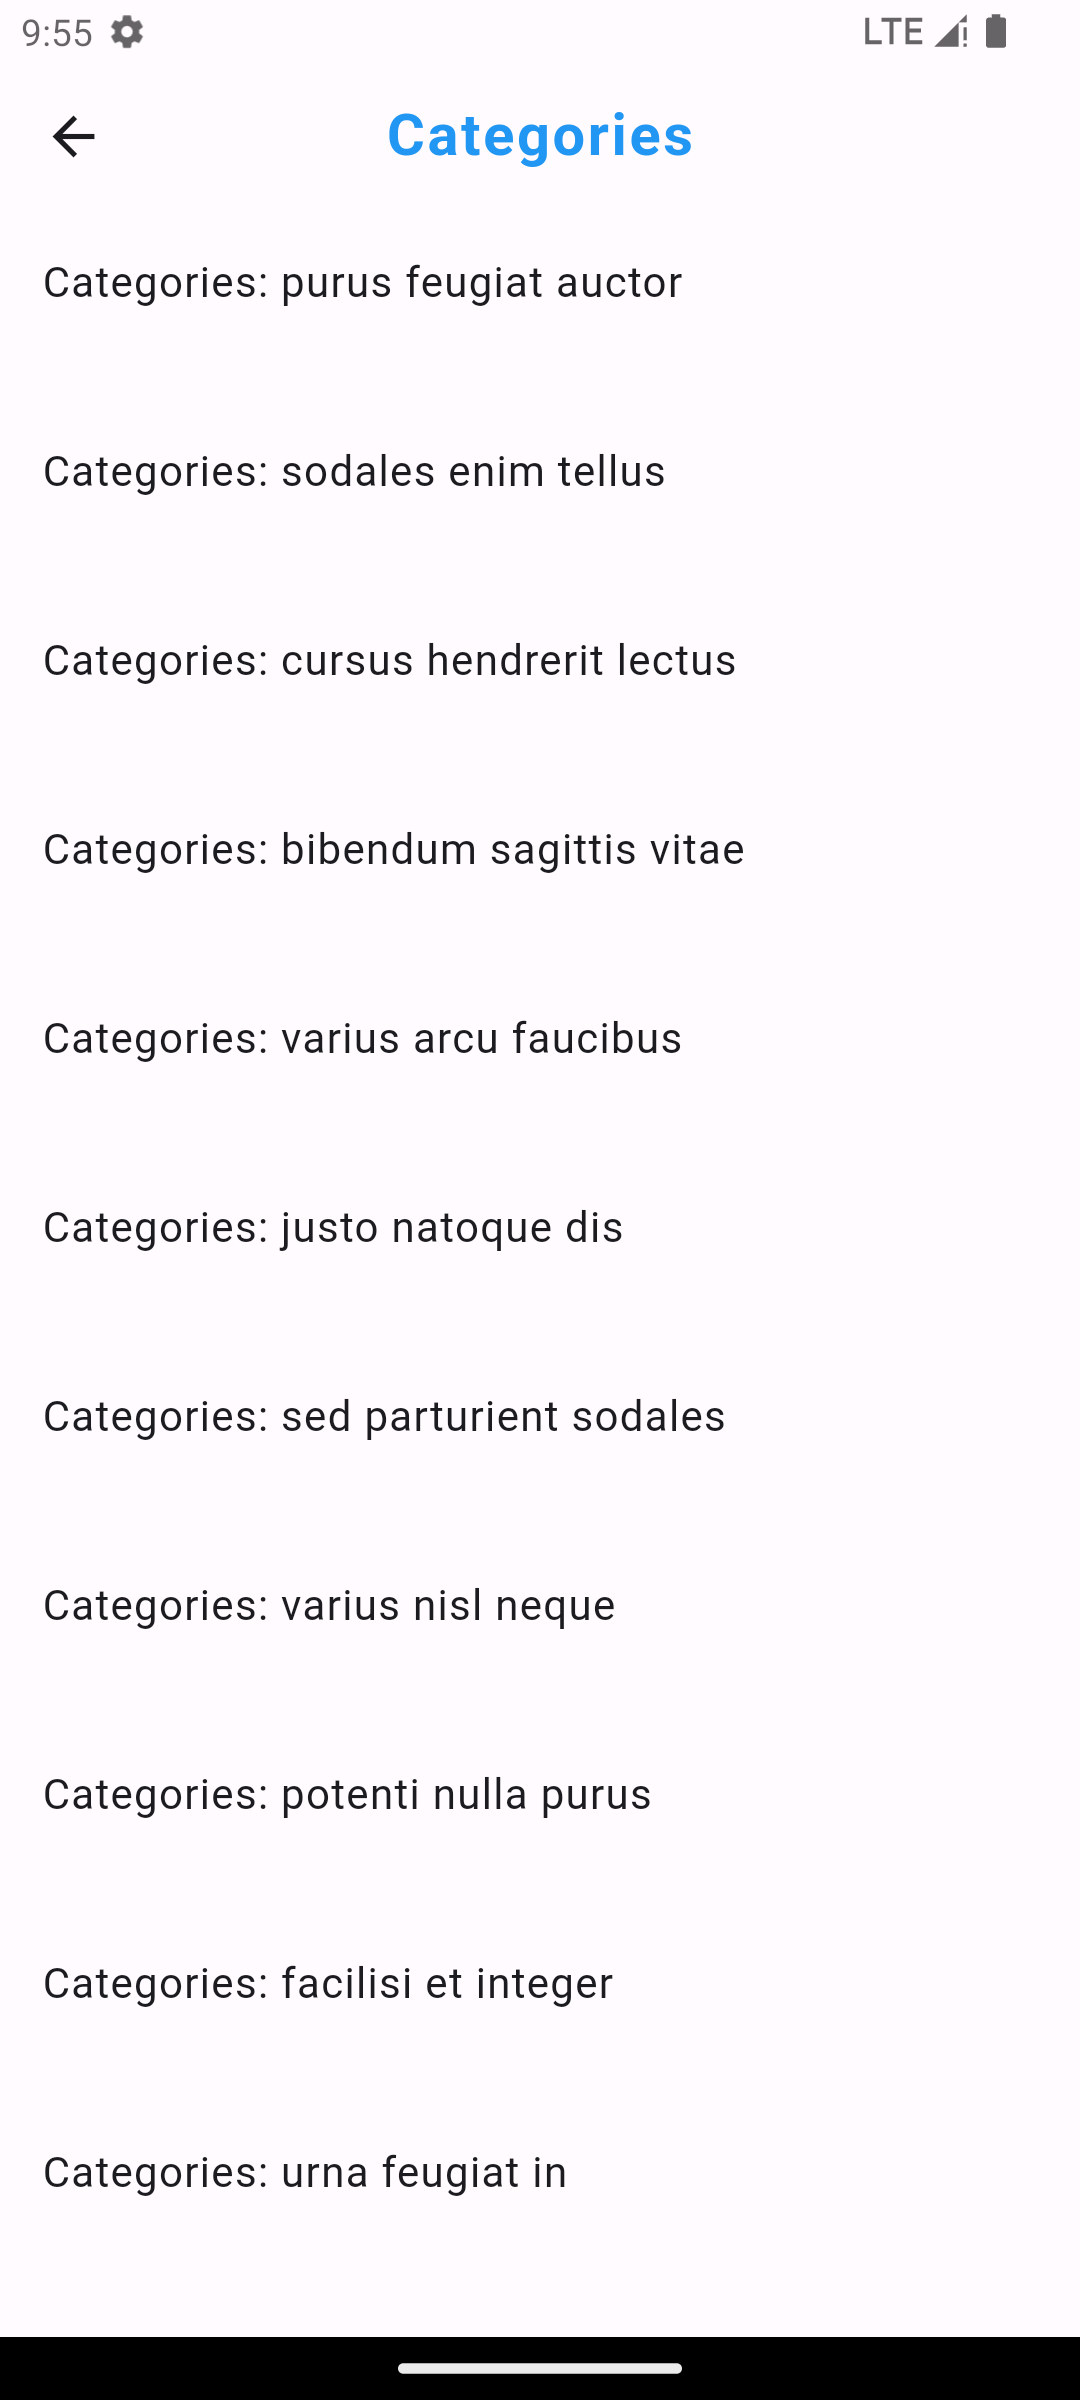 9:55 LTE
Categories
Categories: purus feugiat auctor
Categories: sodales enim tellus
Categories: cursus hendrerit lectus
Categories: bibendum sagittis vitae
Categories: varius arcu faucibus
Categories: justo natoque dis
Categories: sed parturient sodales
Categories: varius nisl neque
Categories: potenti nulla purus
Categories: facilisi et integer
Categories: urna feugiat in